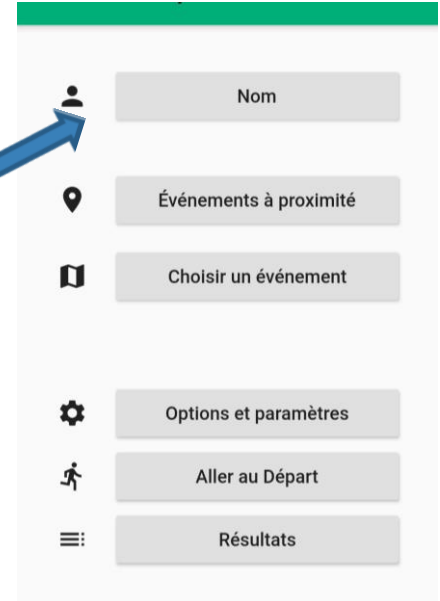 Nom
Événements à proximité
Choisir un événement
Options et paramètres
Aller au Départ
Résultats